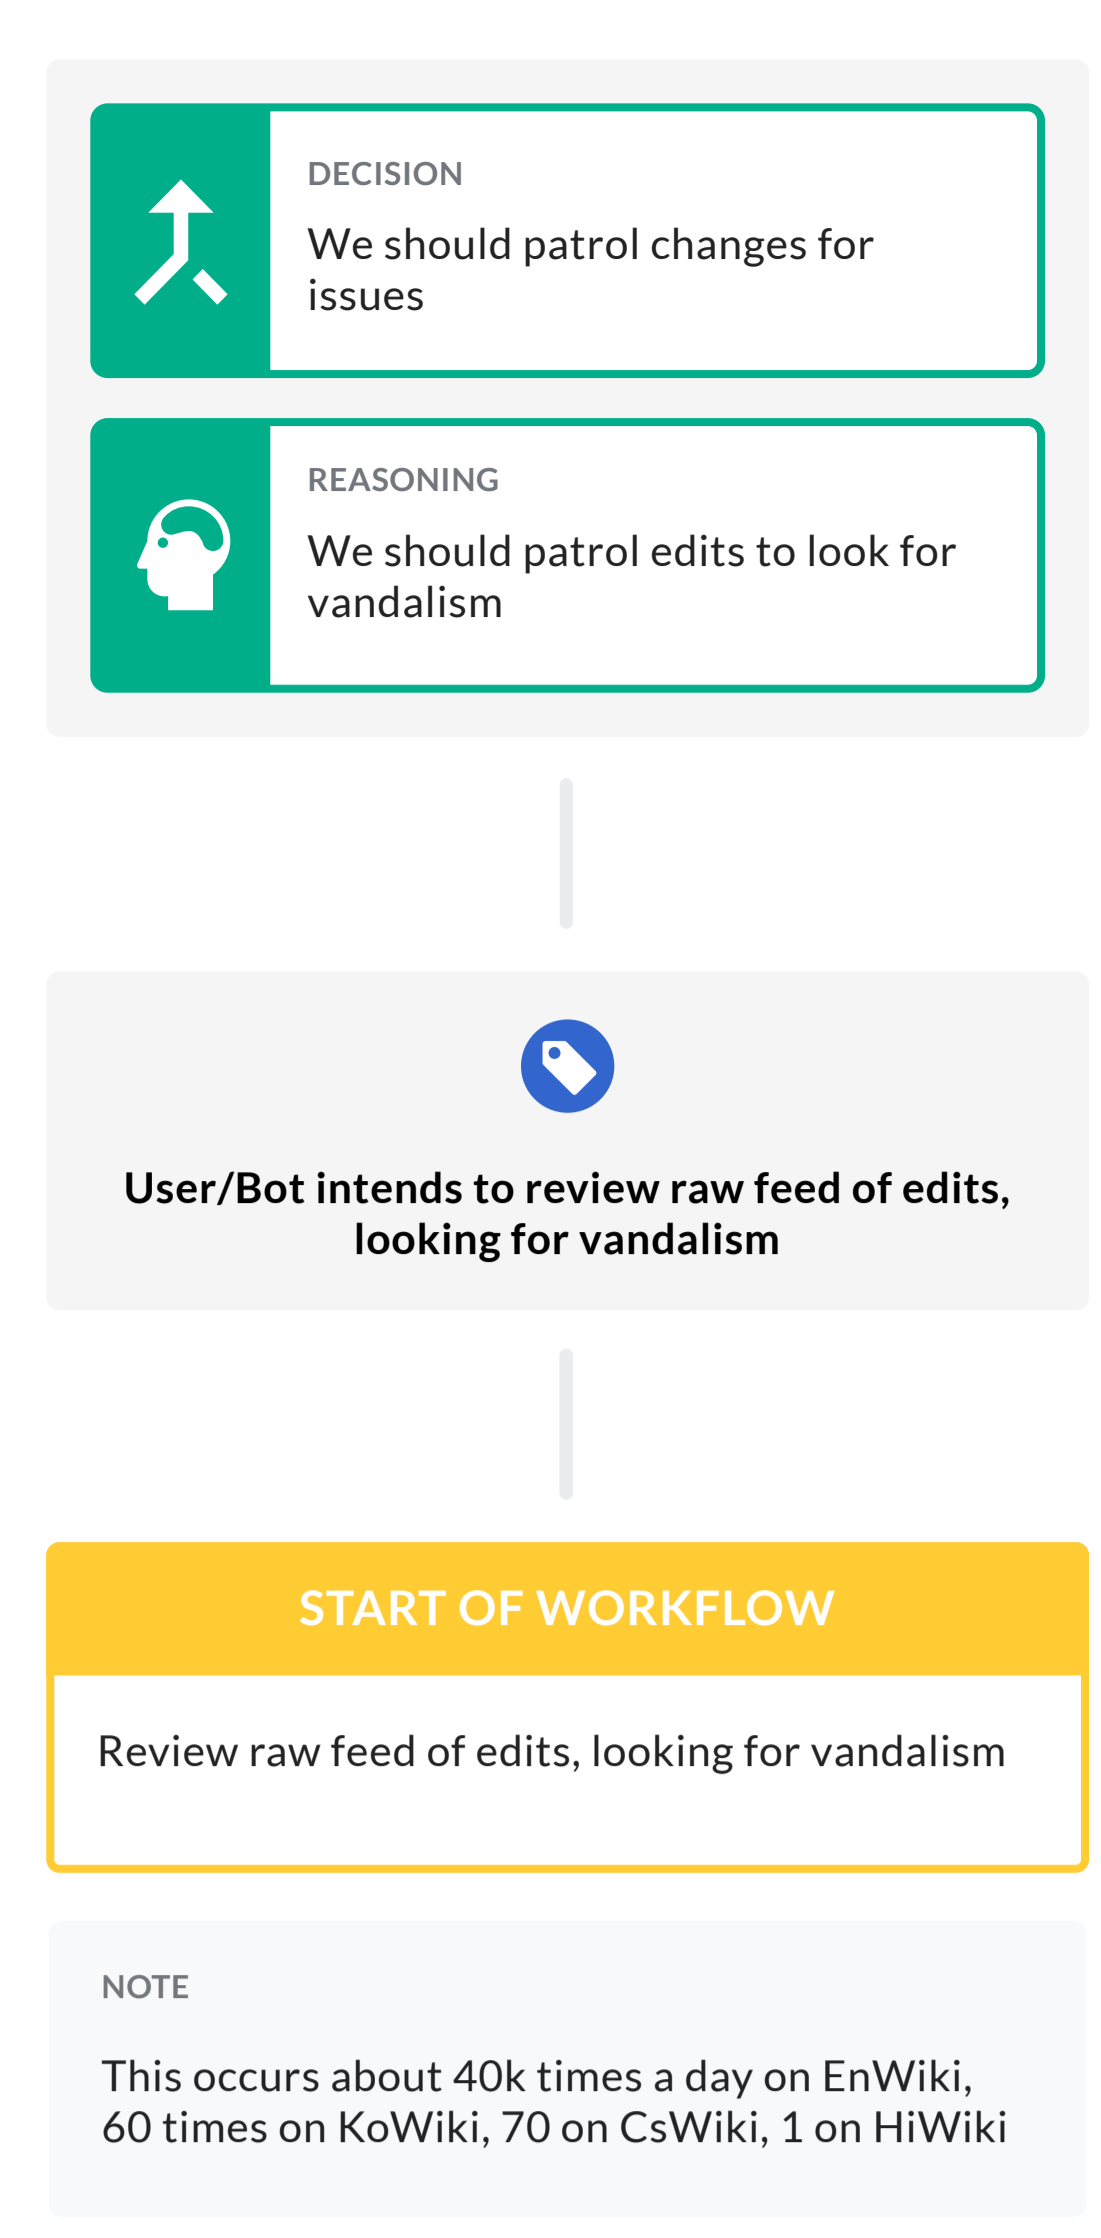 DECISION
We should patrol changes for
issues
REASONING
We should patrol edits to look for
vandalism
User/Bot intends to review raw feed of edits,
looking for vandalism
START OF WORKFLOW
Review raw feed of edits, looking for vandalism
NOTE
This occurs about 40k times a day on EnWiki,
60 times on KoWiki, 70 on CsWiki, 1 on HiWiki